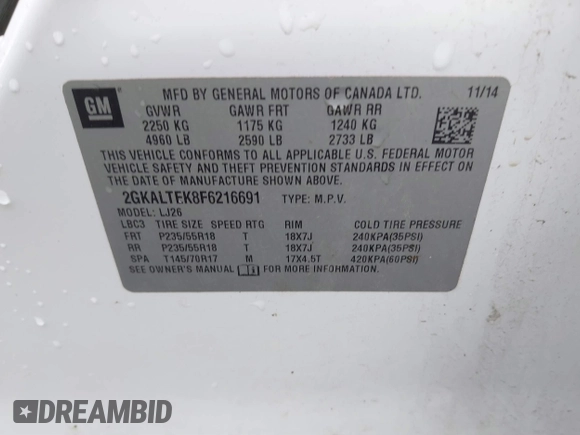 GM
MFD BY GENERAL MOTORS OF CANADA LTD. 11/14
GVWR GAWR FRT GAWR RR
2250 KG 1175 KG 1240 KG
4960 LB 2590 LB 2733 LB
THIS VEHICLE CONFORMS TO ALL APPLICABLE U.S. FEDERAL MOTOR
VEHICLE SAFETY AND THEFT PREVENTION STANDARDS IN EFFECT ON
THE DATE OF MANUFACTURE SHOWN ABOVE.
2GKALTEK8F6216691 TYPE: M.P.V.
MODEL: LJ26
LBC3 TIRE SIZE SPEED RTG RIM COLD TIRE PRESSURE
FRT P235/55R18 T 18X7J 240KPA(35PSI)
RR P235/55R18 T 18X7J 240KPA(35PSI)
SPA T145/70R17 M 17X4.5T 420KPA(60PSI)
SEE OWNER'S MANUAL FOR MORE INFORMATION.
DREAMBID